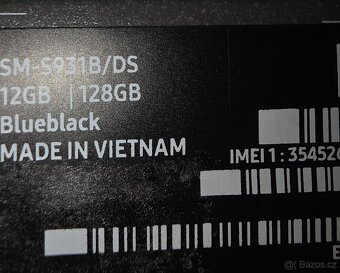 SM-S931B/DS
12GB | 128GB
Blueblack
MADE IN VIETNAM
IMEI 1 : 354526
bazos.cz